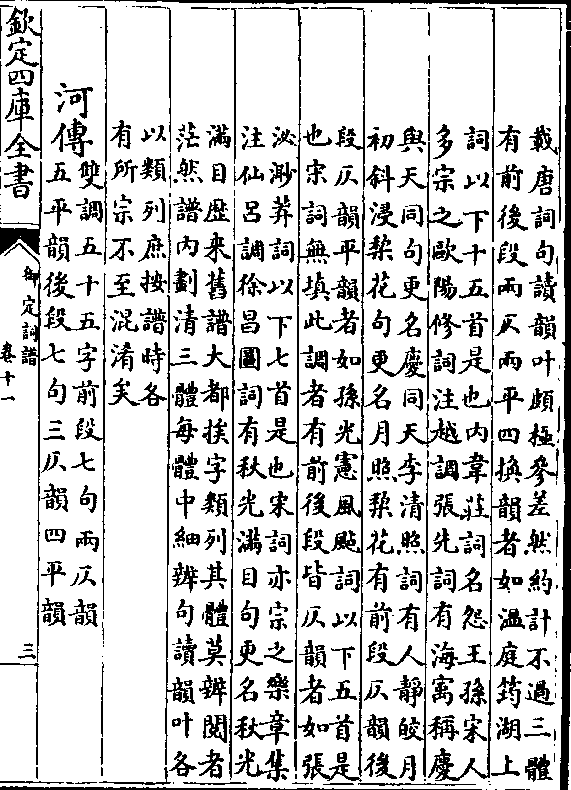 載唐詞句讀韻叶頗極參差然約計不過三體
有前後段兩仄兩平四換韻者如溫庭筠湖上
詞以下十五首是也内韋莊詞名怨王孫宋人
多宗之歐陽修詞注越調張先詞有海寓稱慶
與天同句更名慶同天李清照詞有人靜皎月
初斜浸棃花句更名月照棃花有前段仄韻後
段仄韻平韻者如孫光憲風颭詞以下五首是
也宋詞無填此調者有前後段皆仄韻者如張
泌渺莽詞以下七首是也宋詞亦宗之樂章集
注仙呂調徐昌圖詞有秋光滿目句更名秋光
滿目歴來舊譜大都挨字類列其體莫辨閱者
茫然譜内劃清三體每體中細辨句讀韻叶各
以類列庶按譜時各
有所宗不至混淆矣
河傳
雙調五十五字前段七句兩仄韻
五平韻後段七句三仄韻四平韻
欽定四庫全書
御定詞譜
卷十一
三